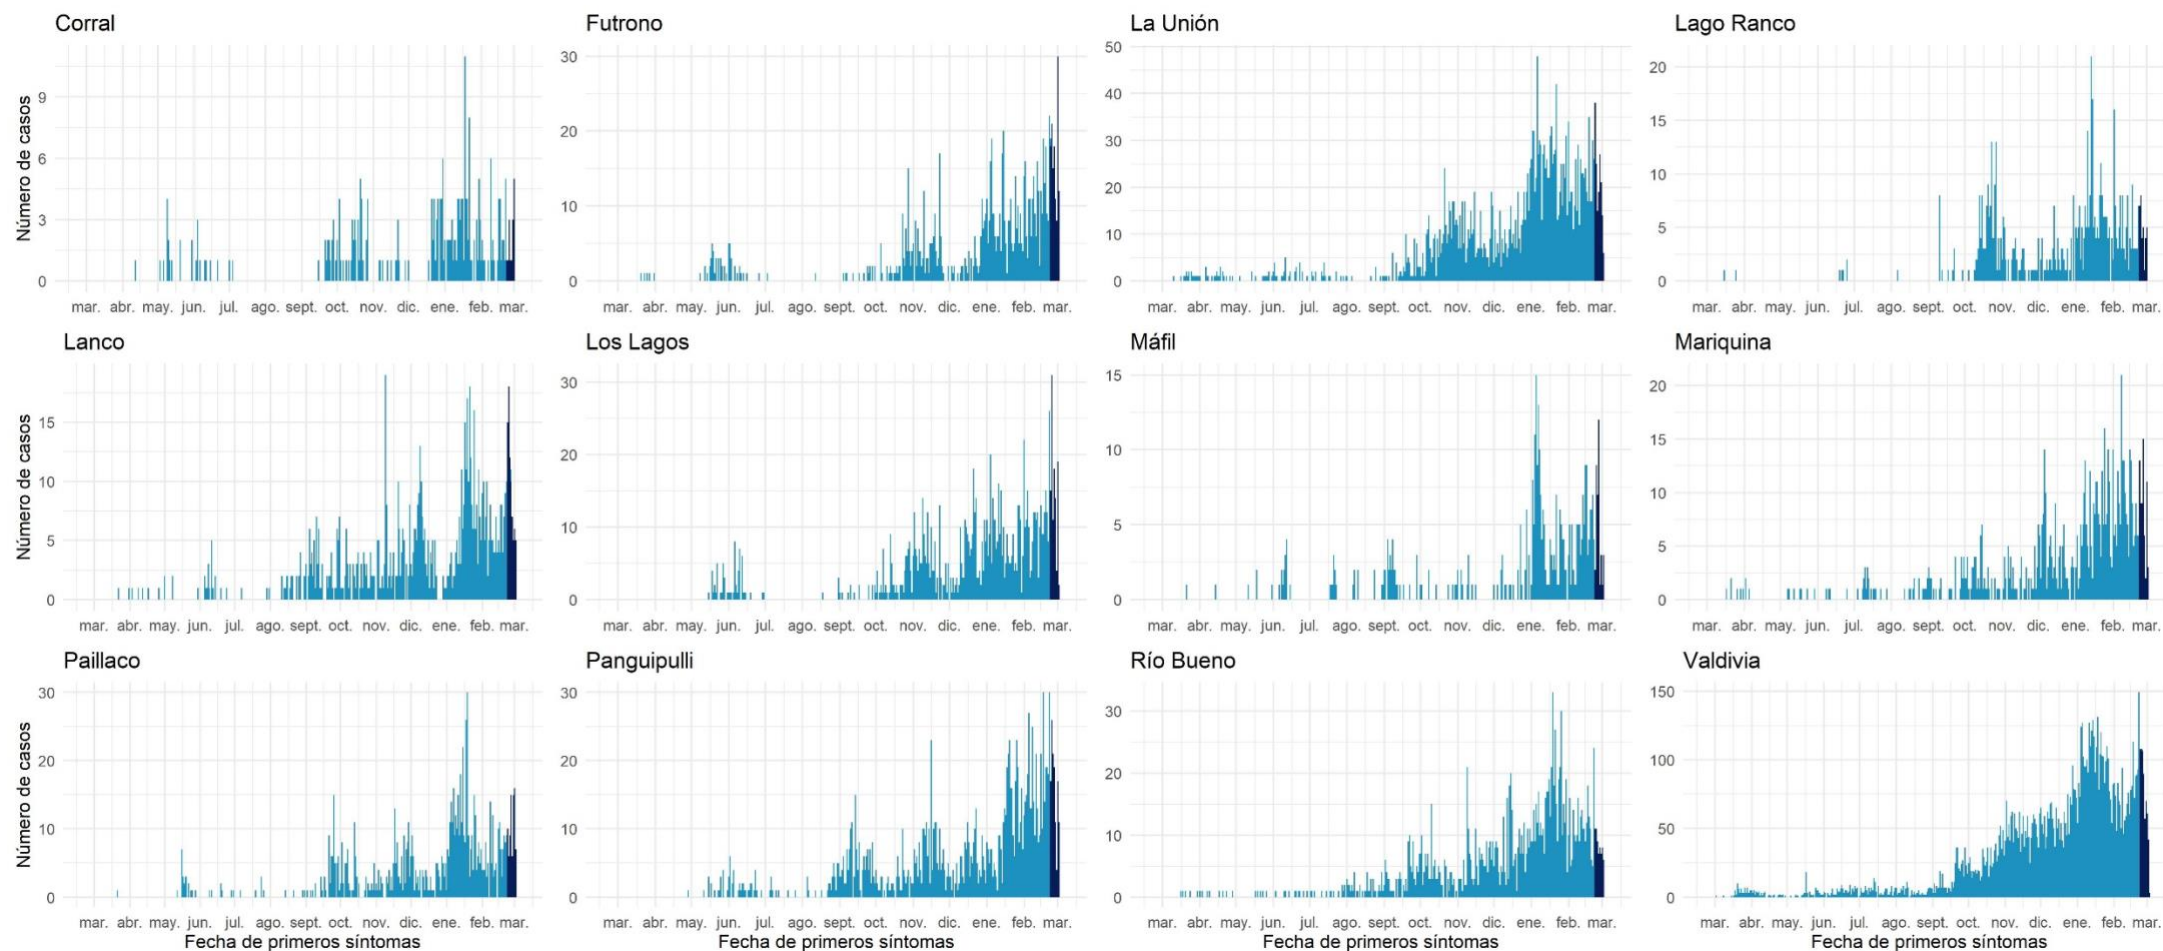 Corral
Futrono
La Unión
Lago Ranco
Número de casos
9
6
3
0
30
20
10
0
50
40
30
20
10
0
20
15
10
5
0
mar. abr. may. jun. jul. ago. sept. oct. nov. dic. ene. feb. mar.
mar. abr. may. jun. jul. ago. sept. oct. nov. dic. ene. feb. mar.
mar. abr. may. jun. jul. ago. sept. oct. nov. dic. ene. feb. mar.
mar. abr. may. jun. jul. ago. sept. oct. nov. dic. ene. feb. mar.
Lanco
Los Lagos
Máfil
Mariquina
Número de casos
15
10
5
0
30
20
10
0
15
10
5
0
20
15
10
5
0
mar. abr. may. jun. jul. ago. sept. oct. nov. dic. ene. feb. mar.
mar. abr. may. jun. jul. ago. sept. oct. nov. dic. ene. feb. mar.
mar. abr. may. jun. jul. ago. sept. oct. nov. dic. ene. feb. mar.
mar. abr. may. jun. jul. ago. sept. oct. nov. dic. ene. feb. mar.
Paillaco
Panguipulli
Río Bueno
Valdivia
Número de casos
30
20
10
0
30
20
10
0
30
20
10
0
150
100
50
0
mar. abr. may. jun. jul. ago. sept. oct. nov. dic. ene. feb. mar.
mar. abr. may. jun. jul. ago. sept. oct. nov. dic. ene. feb. mar.
mar. abr. may. jun. jul. ago. sept. oct. nov. dic. ene. feb. mar.
mar. abr. may. jun. jul. ago. sept. oct. nov. dic. ene. feb. mar.
Fecha de primeros síntomas
Fecha de primeros síntomas
Fecha de primeros síntomas
Fecha de primeros síntomas